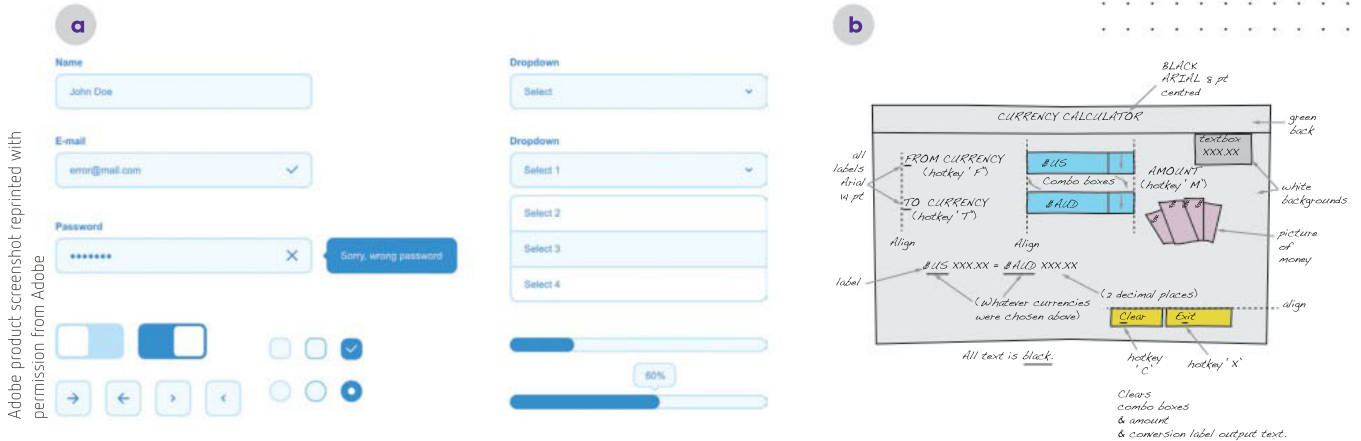 a
Name
John Doe
E-mail
error@mail.com
Password
Sorry, wrong password
Dropdown
Select
Dropdown
Select 1
Select 2
Select 3
Select 4
60%
Adobe product screenshot reprinted with
permission from Adobe
b
BLACK
ARIAL 8 pt
centred
CURRENCY CALCULATOR
green
back
textbox
XXX.XX
all
labels
Arial
14 pt
FROM CURRENCY
(hotkey 'F')
$US
Combo boxes
AMOUNT
(hotkey 'M')
white
backgrounds
TO CURRENCY
(hotkey 'T')
$AUD
$ $ $ $
picture
of
money
Align
Align
label
$US XXX.XX = $AUD XXX.XX
(Whatever currencies
were chosen above)
(2 decimal places)
align
Clear
Exit
All text is black.
hotkey
'C'
hotkey 'X'
Clears
combo boxes
& amount
& conversion label output text.